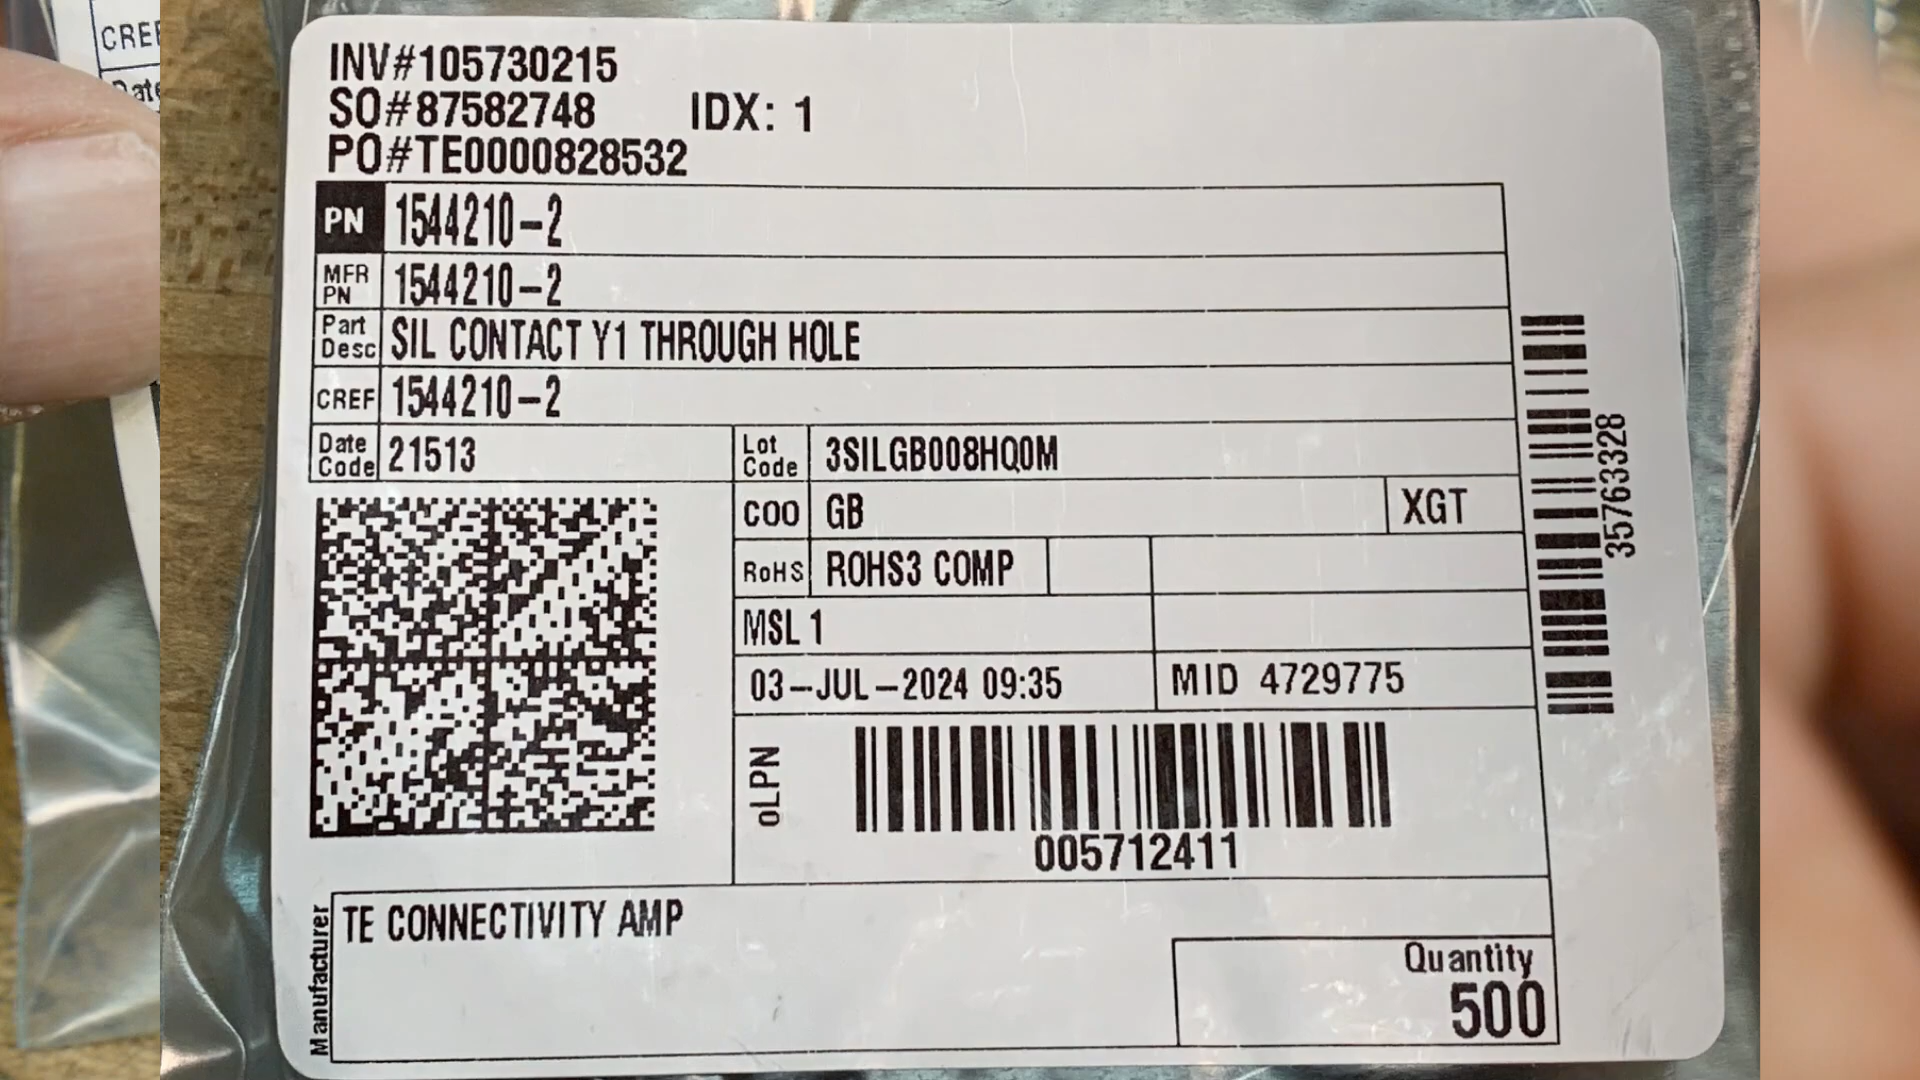 CREF
Date
INV#105730215
SO#87582748 IDX: 1
PO#TE0000828532
PN 1544210-2
MFR PN 1544210-2
Part Desc SIL CONTACT Y1 THROUGH HOLE
CREF 1544210-2
Date Code 21513 Lot Code 3SILGB008HQ0M
COO GB XGT
RoHS ROHS3 COMP
MSL 1
03-JUL-2024 09:35 MID 4729775
oLPN
005712411
35763328
Manufacturer TE CONNECTIVITY AMP
Quantity
500